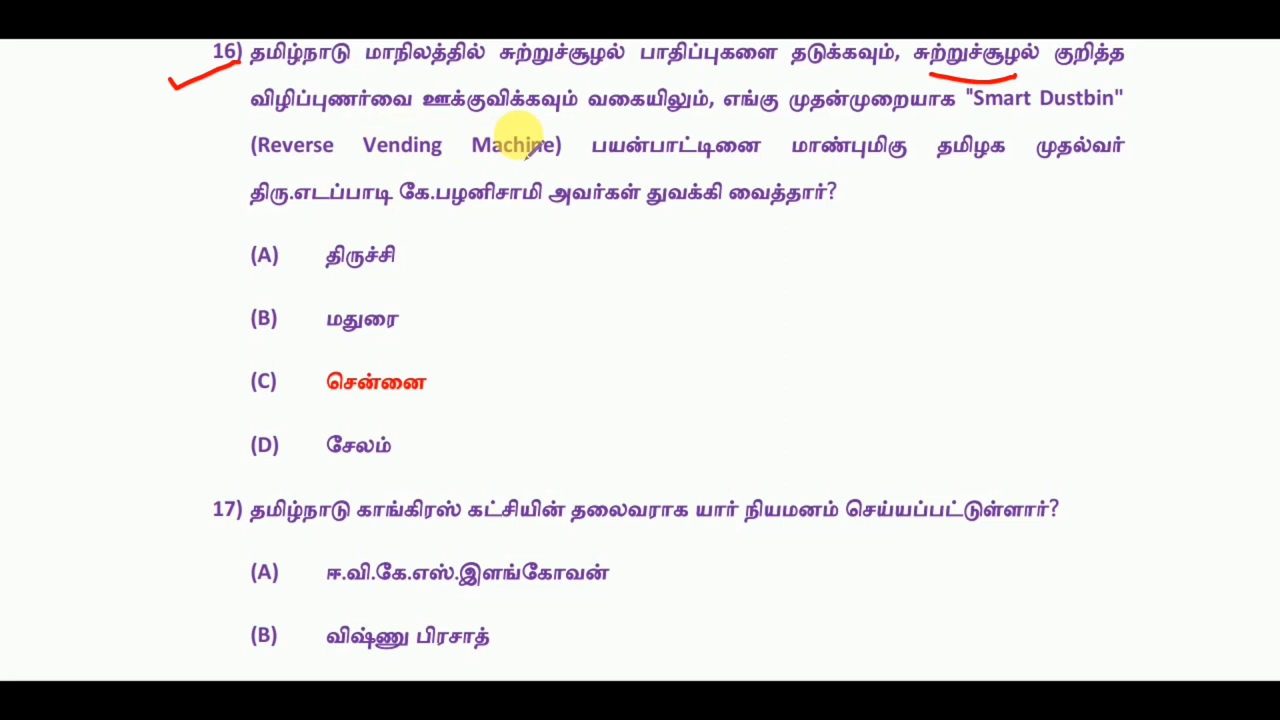 16) தமிழ்நாடு மாநிலத்தில் சுற்றுச்சூழல் பாதிப்புகளை தடுக்கவும், சுற்றுச்சூழல் குறித்த
விழிப்புணர்வை ஊக்குவிக்கவும் வகையிலும், எங்கு முதன்முறையாக "Smart Dustbin"
(Reverse Vending Machine) பயன்பாட்டினை மாண்புமிகு தமிழக முதல்வர்
திரு.எடப்பாடி கே.பழனிசாமி அவர்கள் துவக்கி வைத்தார்?
(A) திருச்சி
(B) மதுரை
(C) சென்னை
(D) சேலம்
17) தமிழ்நாடு காங்கிரஸ் கட்சியின் தலைவராக யார் நியமனம் செய்யப்பட்டுள்ளார்?
(A) ஈ.வி.கே.எஸ்.இளங்கோவன்
(B) விஷ்ணு பிரசாத்